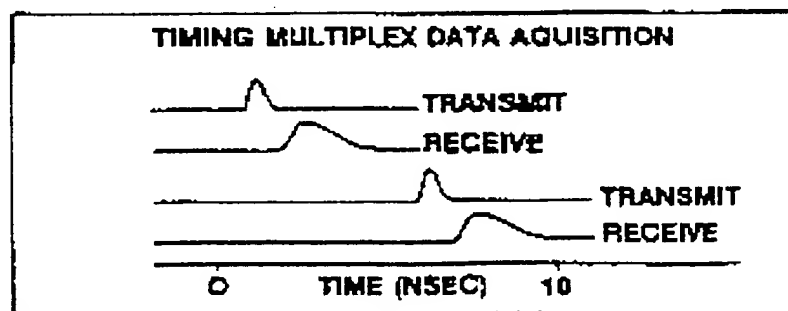 TIMING MULTIPLEX DATA AQUISITION
TRANSMIT
RECEIVE
TRANSMIT
RECEIVE
0 TIME (NSEC) 10